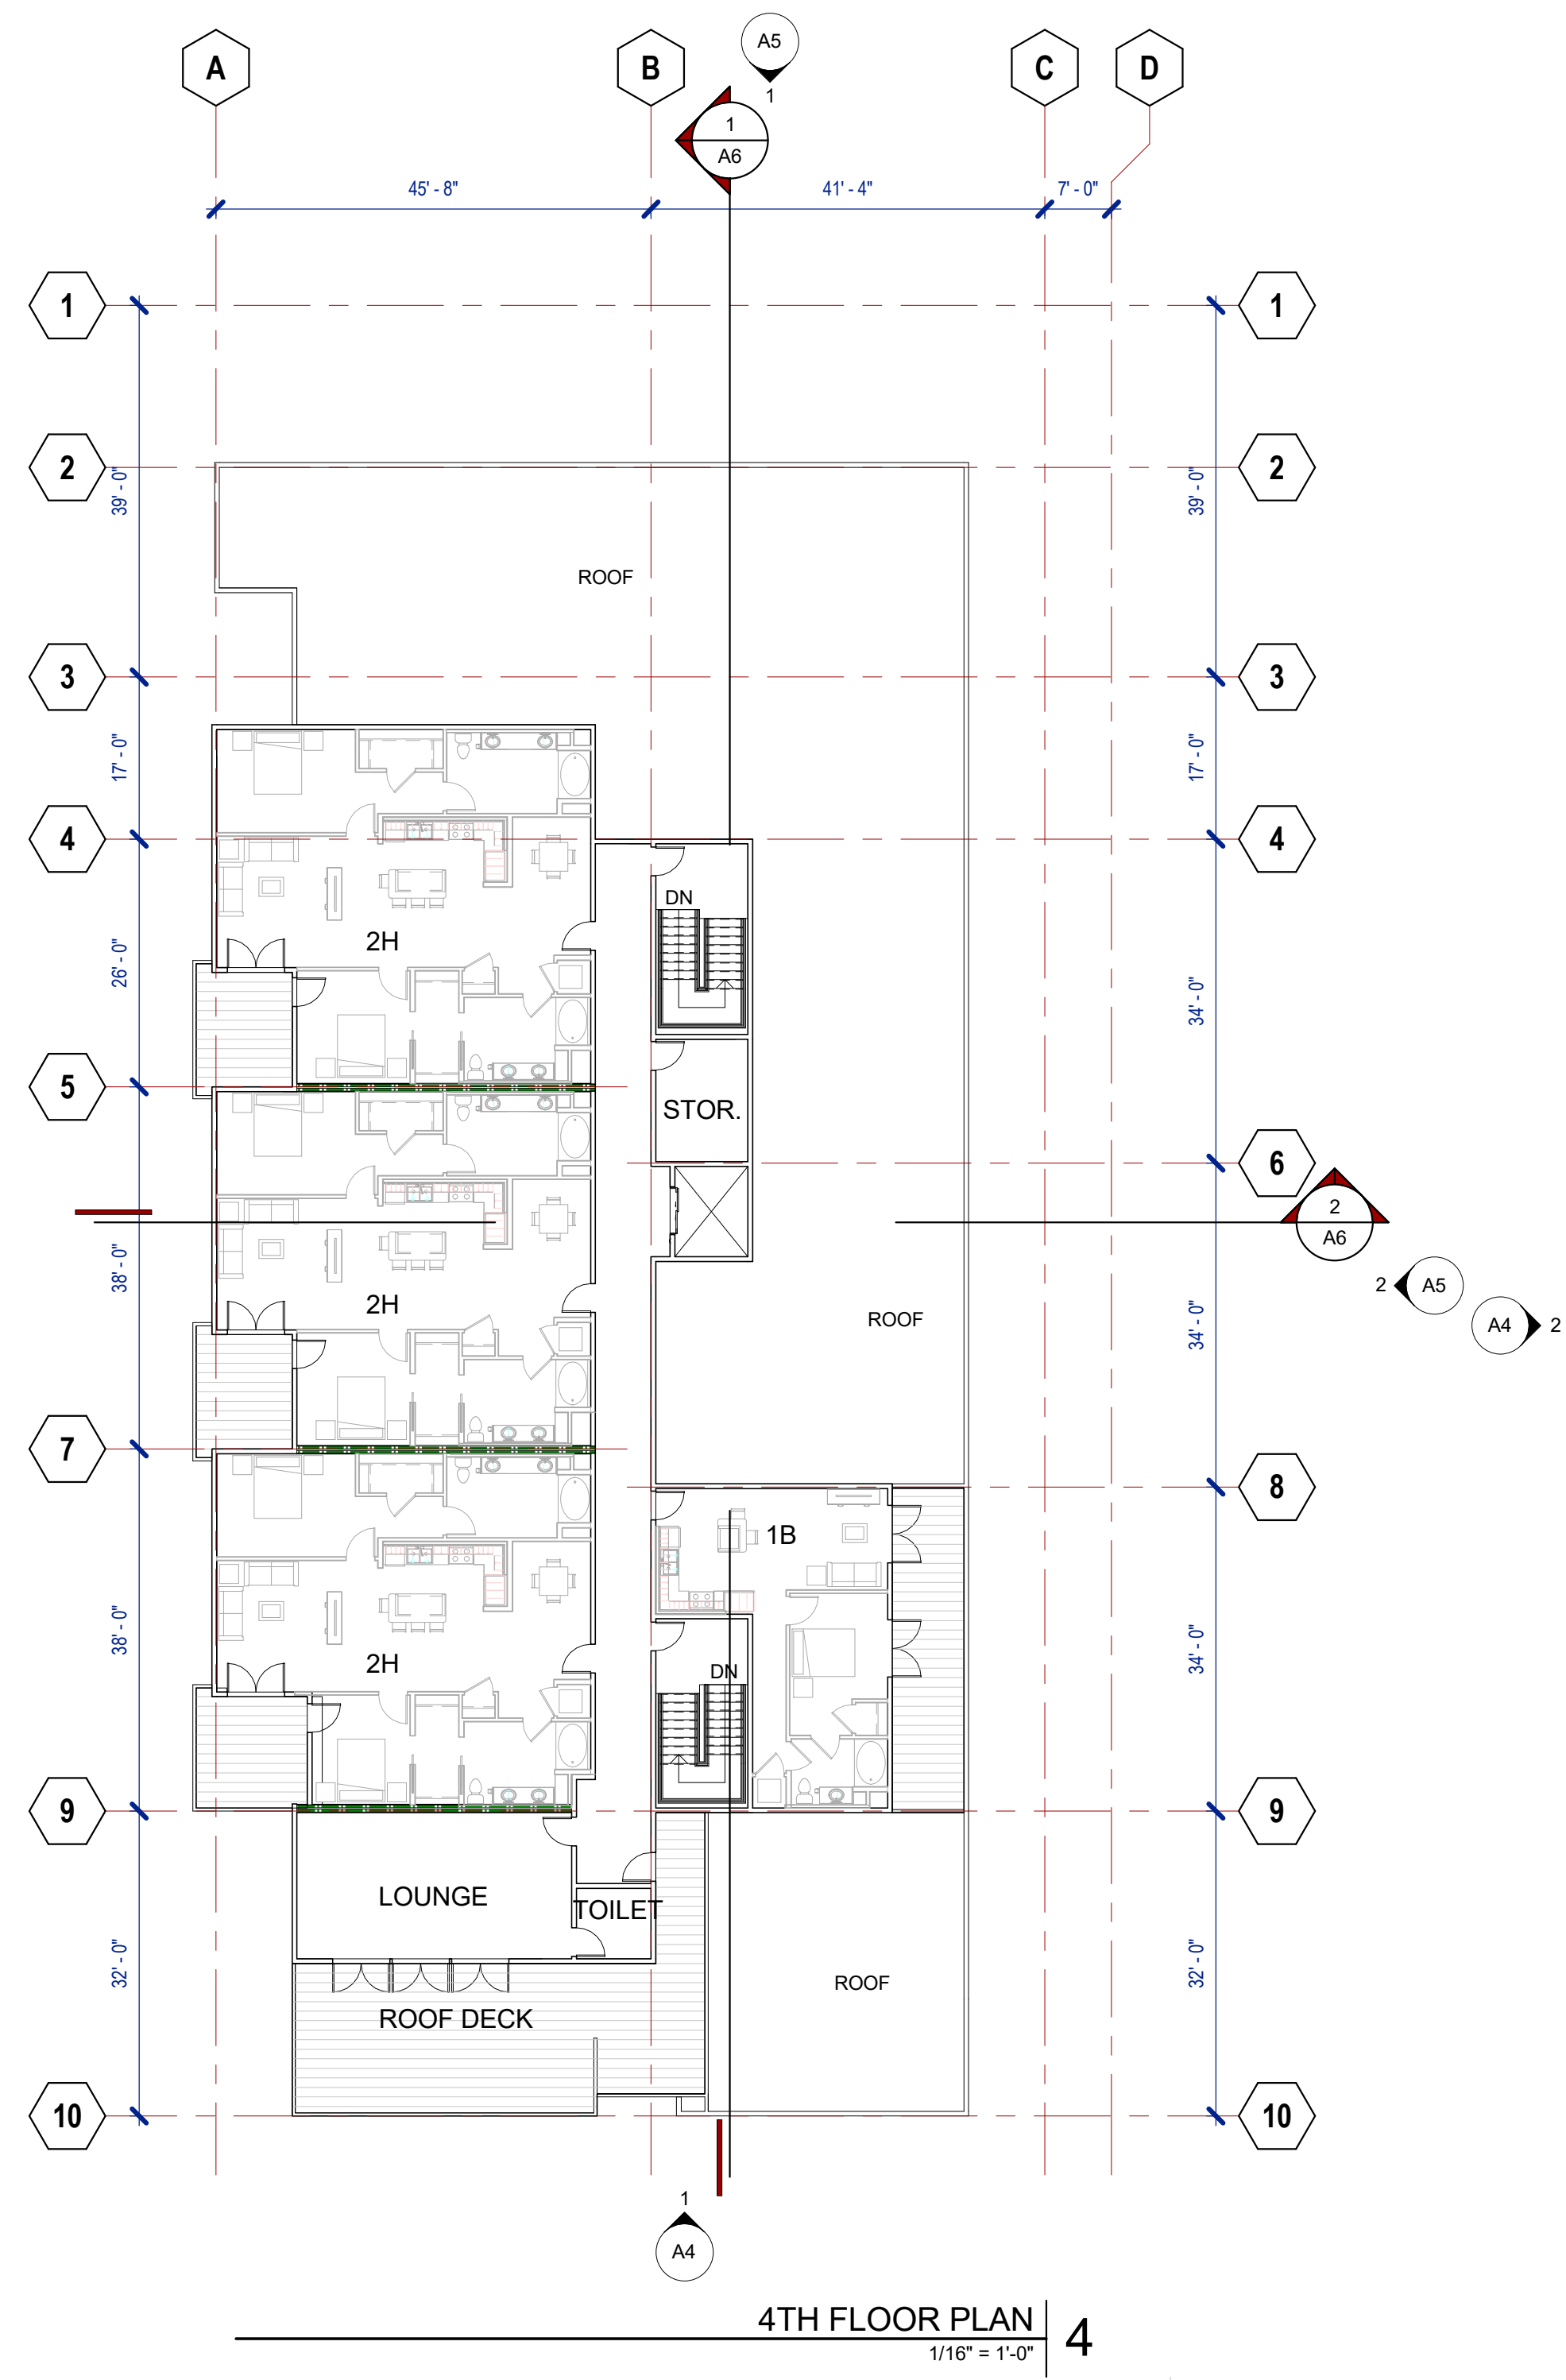 A5
A
B
C
D
1
1
A6
45' - 8"
41' - 4"
7' - 0"
1
1
2
2
39' - 0"
39' - 0"
ROOF
3
3
17' - 0"
17' - 0"
4
4
DN
2H
26' - 0"
34' - 0"
5
STOR.
6
2
A6
38' - 0"
2H
34' - 0"
ROOF
2
A5
A4
2
7
8
1B
38' - 0"
34' - 0"
2H
DN
9
9
LOUNGE
TOILET
32' - 0"
32' - 0"
ROOF
ROOF DECK
10
10
1
A4
4TH FLOOR PLAN
4
1/16" = 1'-0"